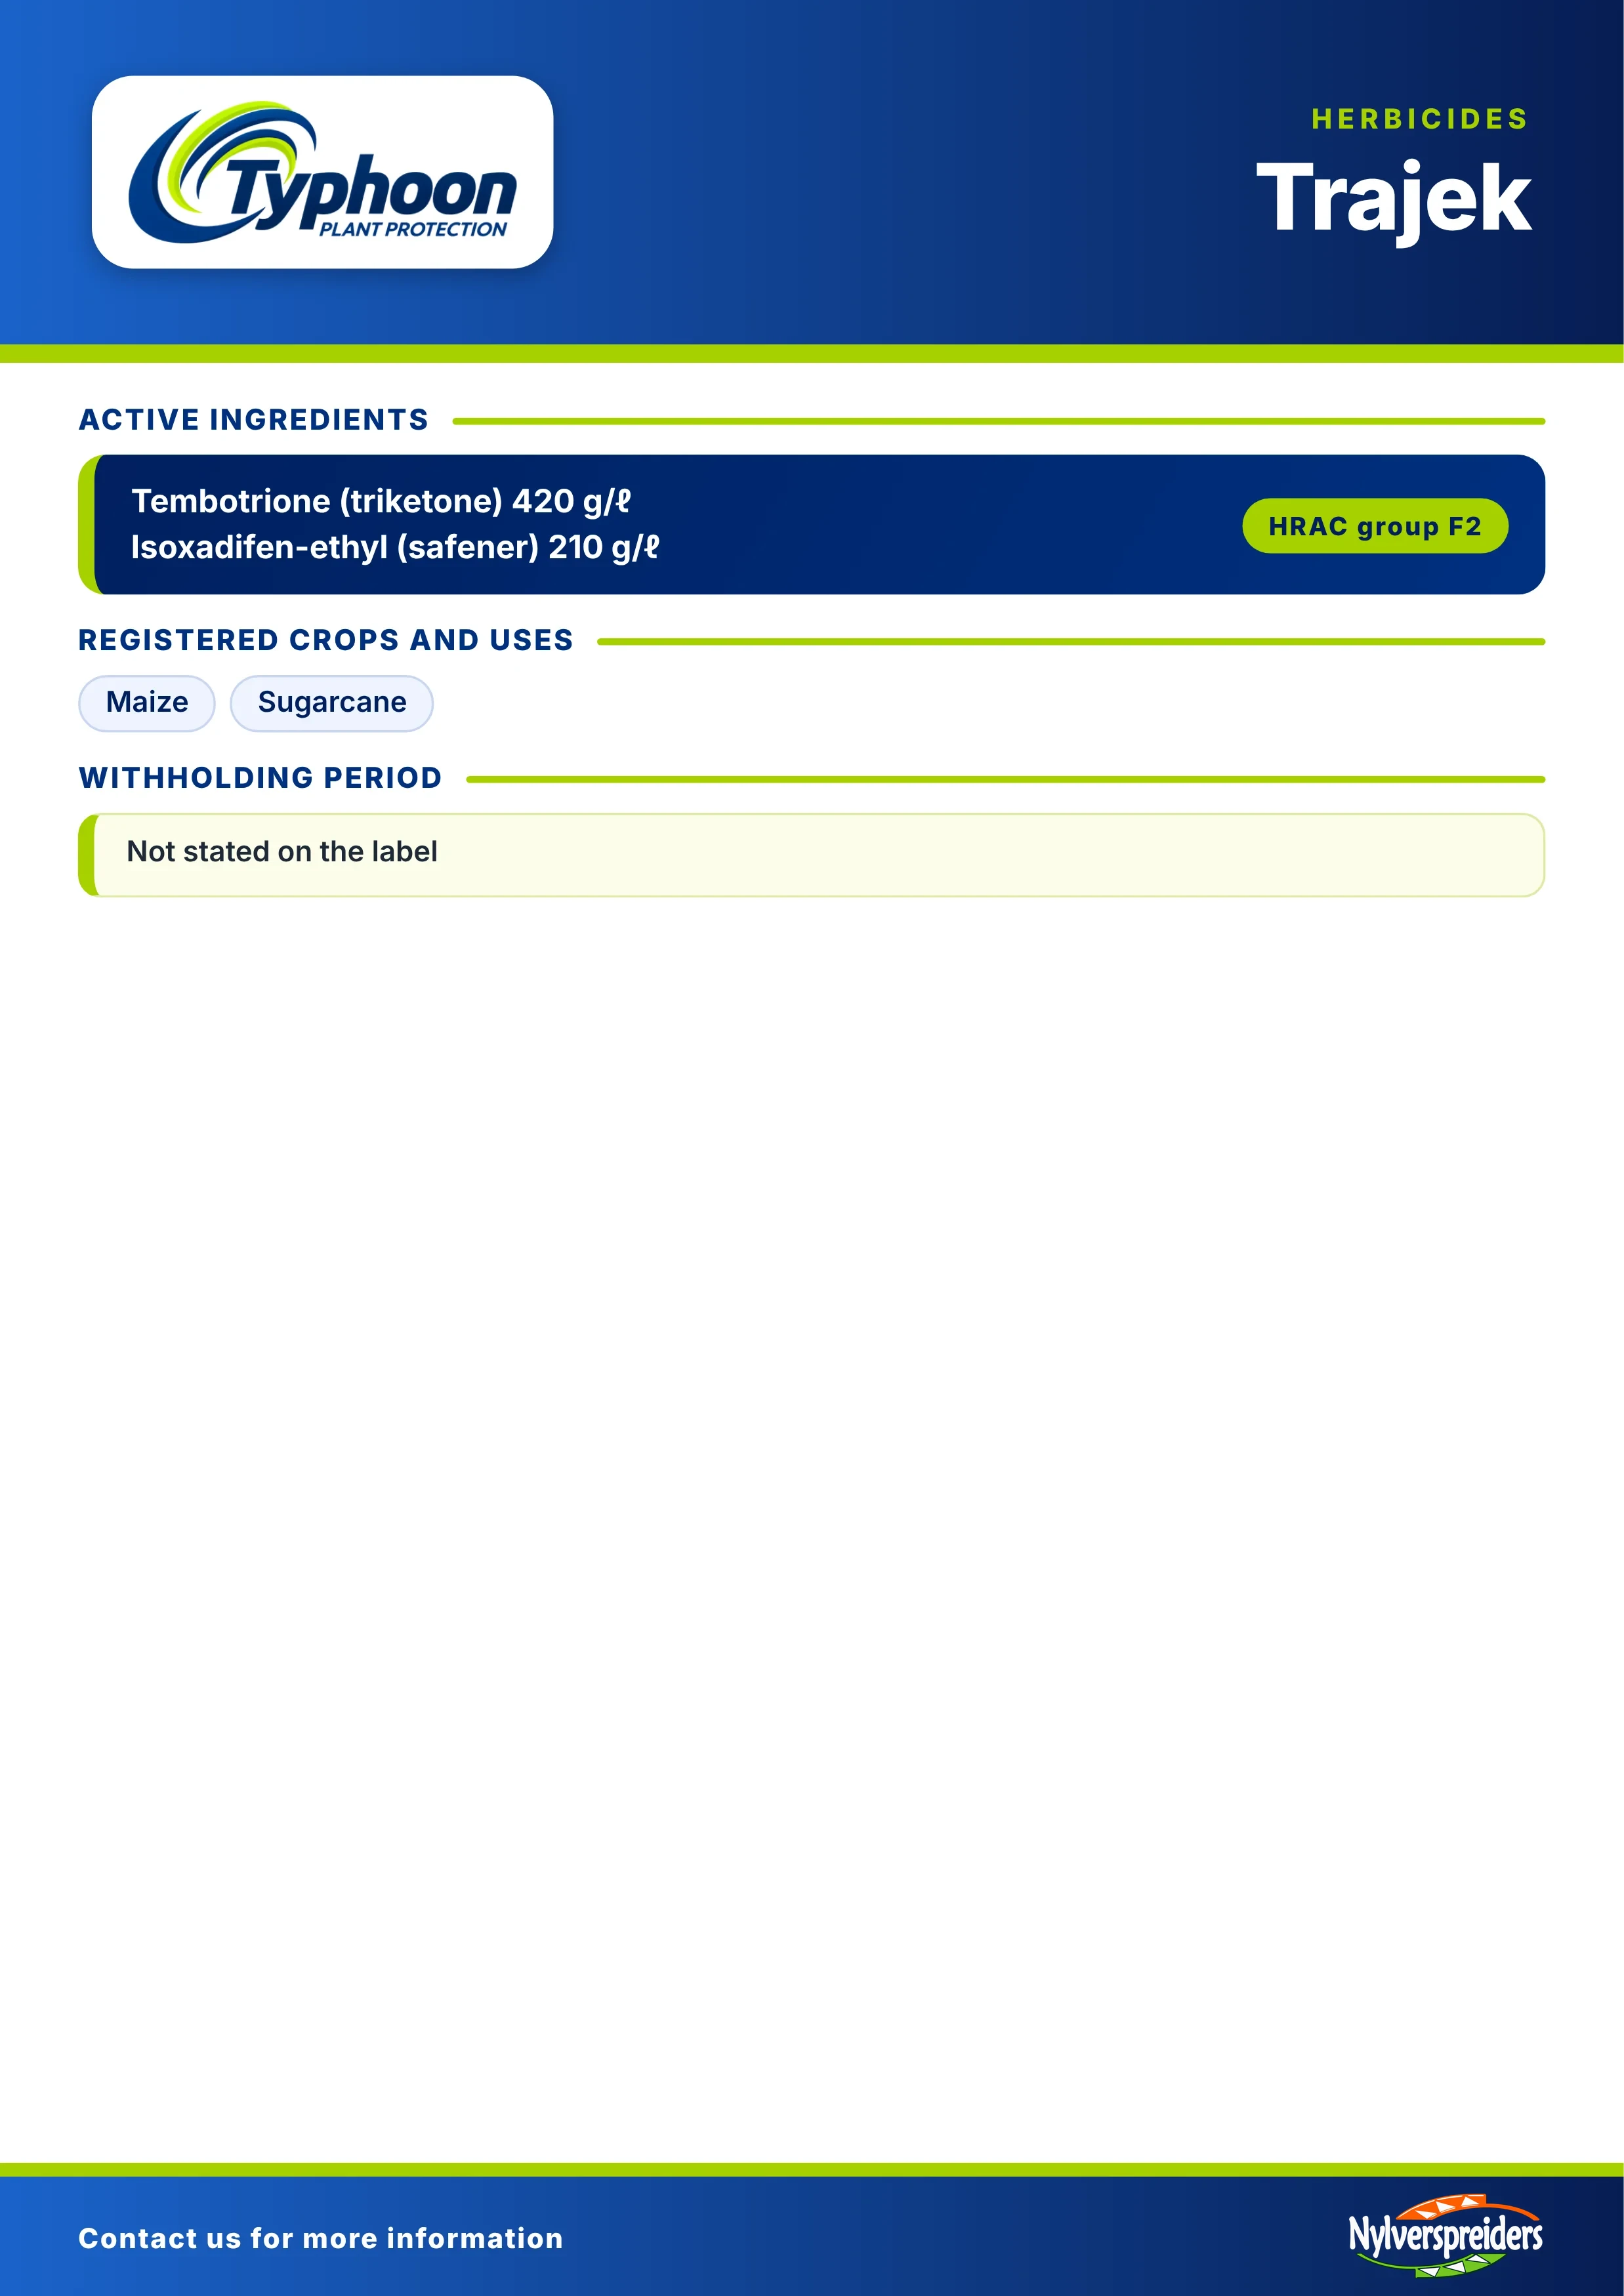 Typhoon
PLANT PROTECTION
HERBICIDES
Trajek
ACTIVE INGREDIENTS
Tembotrione (triketone) 420 g/ℓ
Isoxadifen-ethyl (safener) 210 g/ℓ
HRAC group F2
REGISTERED CROPS AND USES
Maize
Sugarcane
WITHHOLDING PERIOD
Not stated on the label
Contact us for more information
Nylverspreiders